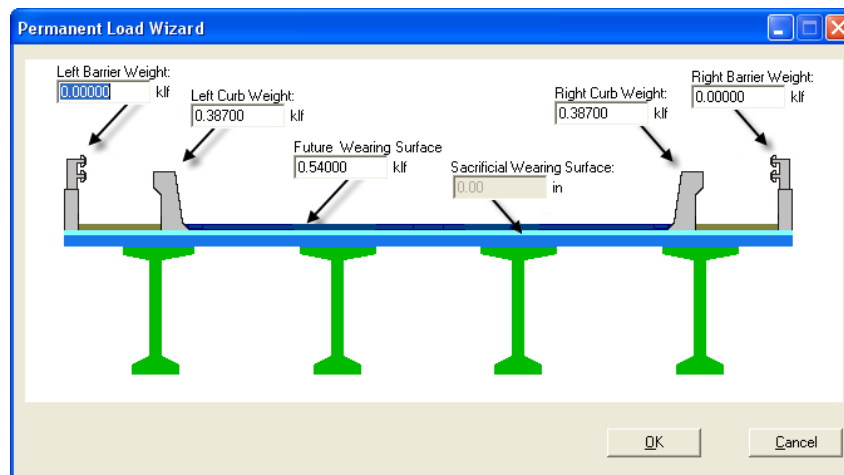 Permanent Load Wizard
Left Barrier Weight:
0.00000 klf
Left Curb Weight:
0.38700 klf
Future Wearing Surface
0.54000 klf
Sacrificial Wearing Surface:
0.00 in
Right Curb Weight:
0.38700 klf
Right Barrier Weight:
0.00000 klf
OK
Cancel